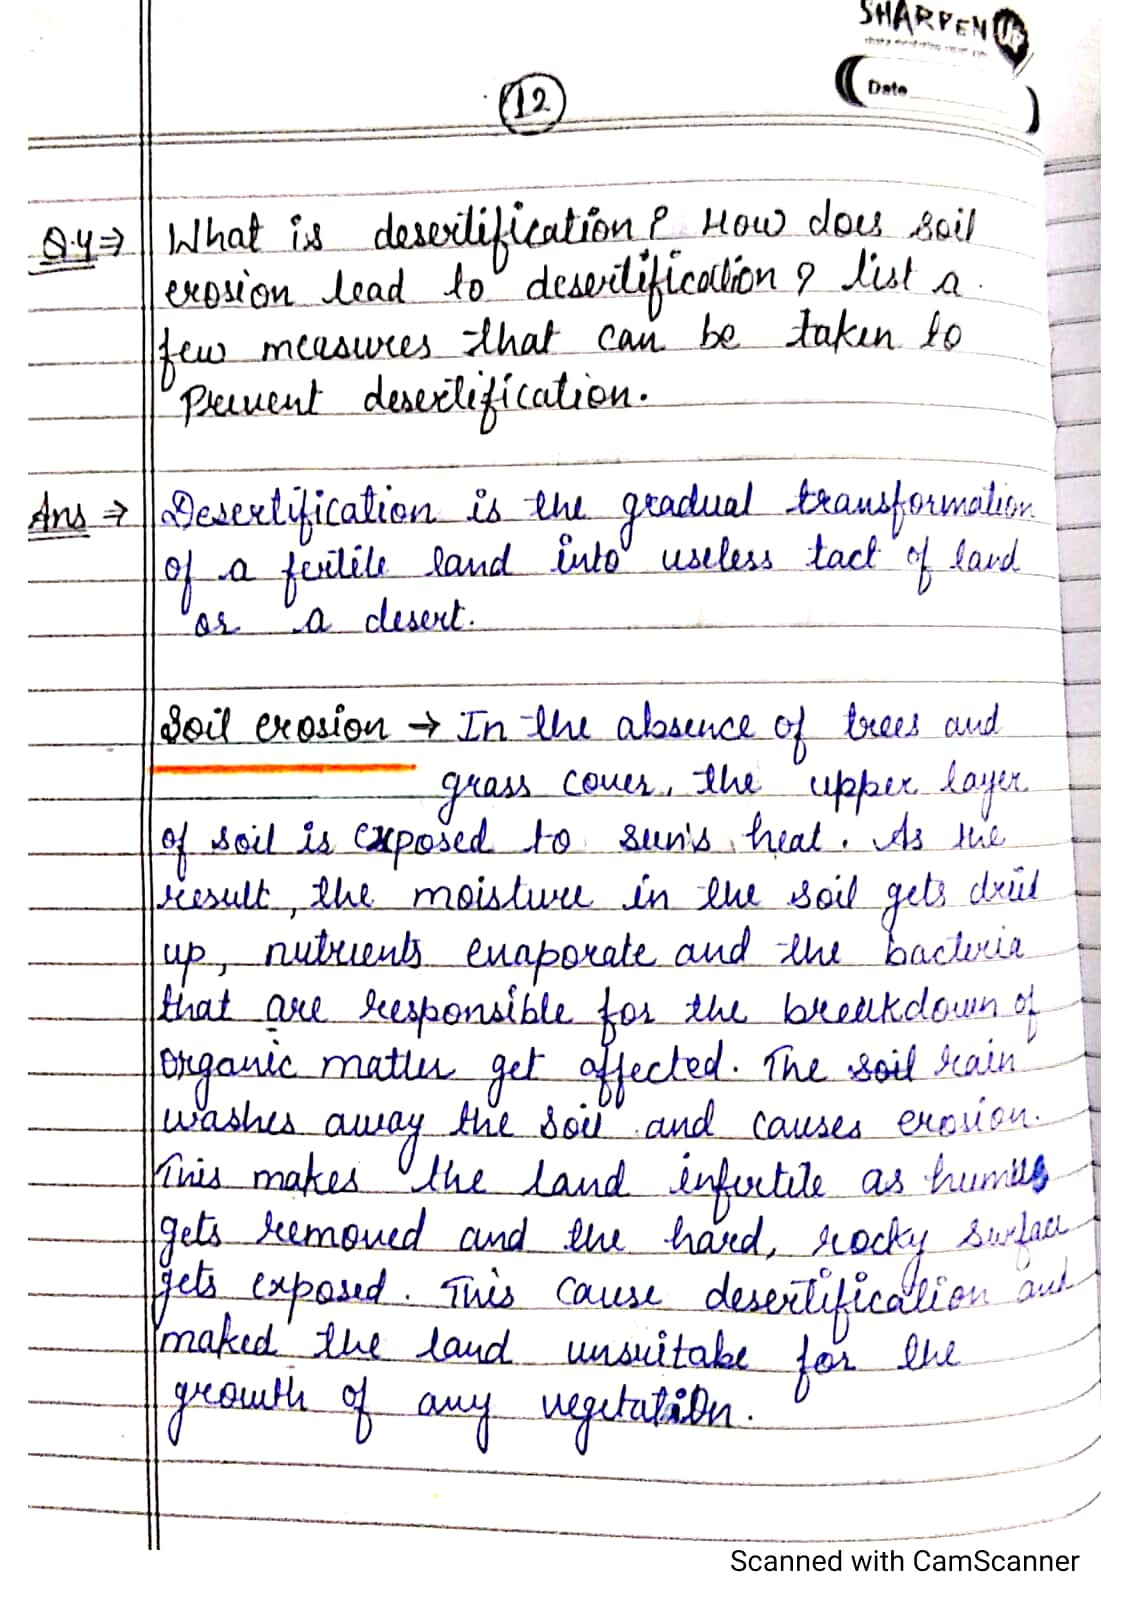 SHARPEN UP
12
Date
Q.4⇒ What is desertification? How does soil
erosion lead to desertification? list a
few measures that can be taken to
Prevent desertification.
Ans ⇒ Desertification is the gradual transformation
of a fertile land into useless tact of land
or a desert.
Soil erosion → In the absence of trees and
grass cover, the upper layer
of soil is exposed to sun's heat. As the
result, the moisture in the soil gets dried
up, nutrients evaporate and the bacteria
that are responsible for the breakdown of
organic matter get affected. The soil rain
washes away the soil and causes erosion.
This makes the land infertile as humus
gets removed and the hard, rocky surface
gets exposed. This cause desertification and
maked the land unsuitabe for the
growth of any vegetation.
Scanned with CamScanner